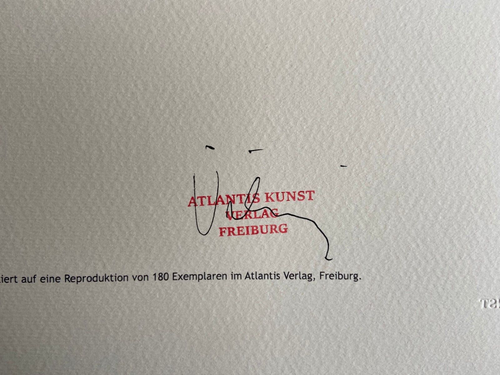 ATLANTIS KUNST
VERLAG
FREIBURG
iert auf eine Reproduktion von 180 Exemplaren im Atlantis Verlag, Freiburg.